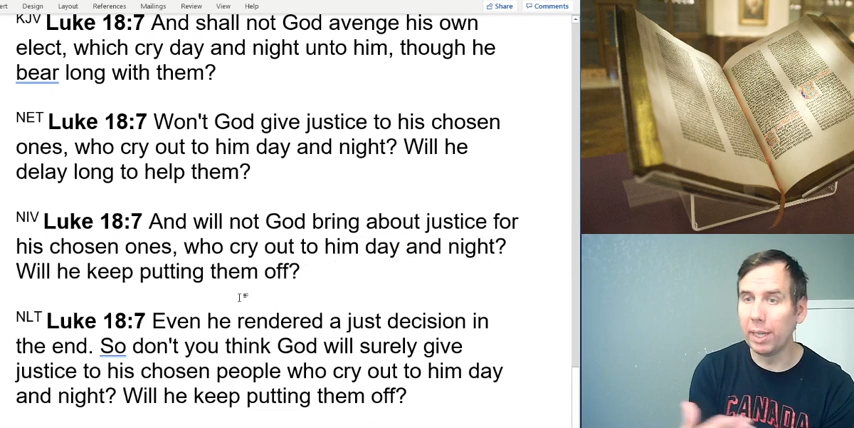 ert Design Layout References Mailings Review View Help Share Comments
KJV Luke 18:7 And shall not God avenge his own
elect, which cry day and night unto him, though he
bear long with them?
NET Luke 18:7 Won't God give justice to his chosen
ones, who cry out to him day and night? Will he
delay long to help them?
NIV Luke 18:7 And will not God bring about justice for
his chosen ones, who cry out to him day and night?
Will he keep putting them off?
NLT Luke 18:7 Even he rendered a just decision in
the end. So don't you think God will surely give
justice to his chosen people who cry out to him day
and night? Will he keep putting them off?
CANADA